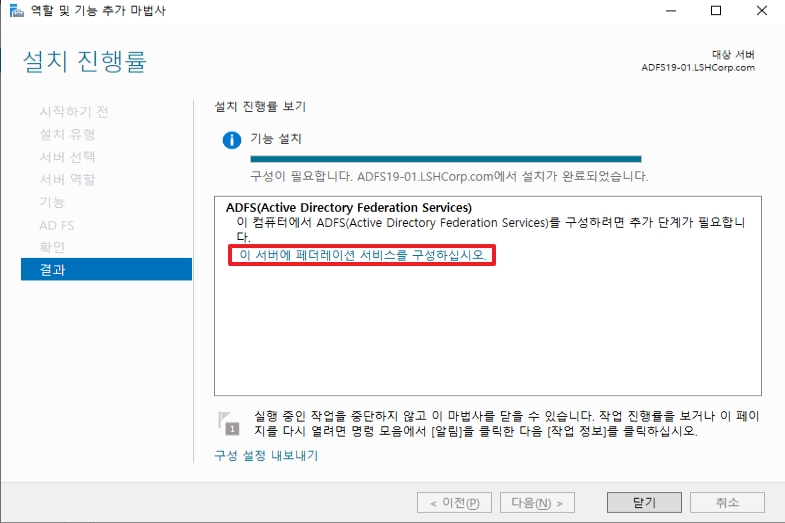 역할 및 기능 추가 마법사
설치 진행률
대상 서버
ADFS19-01.LSHCorp.com
시작하기 전
설치 유형
서버 선택
서버 역할
기능
AD FS
확인
결과
설치 진행률 보기
기능 설치
구성이 필요합니다. ADFS19-01.LSHCorp.com에서 설치가 완료되었습니다.
ADFS(Active Directory Federation Services)
이 컴퓨터에서 ADFS(Active Directory Federation Services)를 구성하려면 추가 단계가 필요합니
다.
이 서버에 페더레이션 서비스를 구성하십시오.
1
실행 중인 작업을 중단하지 않고 이 마법사를 닫을 수 있습니다. 작업 진행률을 보거나 이 페이
지를 다시 열려면 명령 모음에서 [알림]을 클릭한 다음 [작업 정보]를 클릭하십시오.
구성 설정 내보내기
< 이전(P)
다음(N) >
닫기
취소